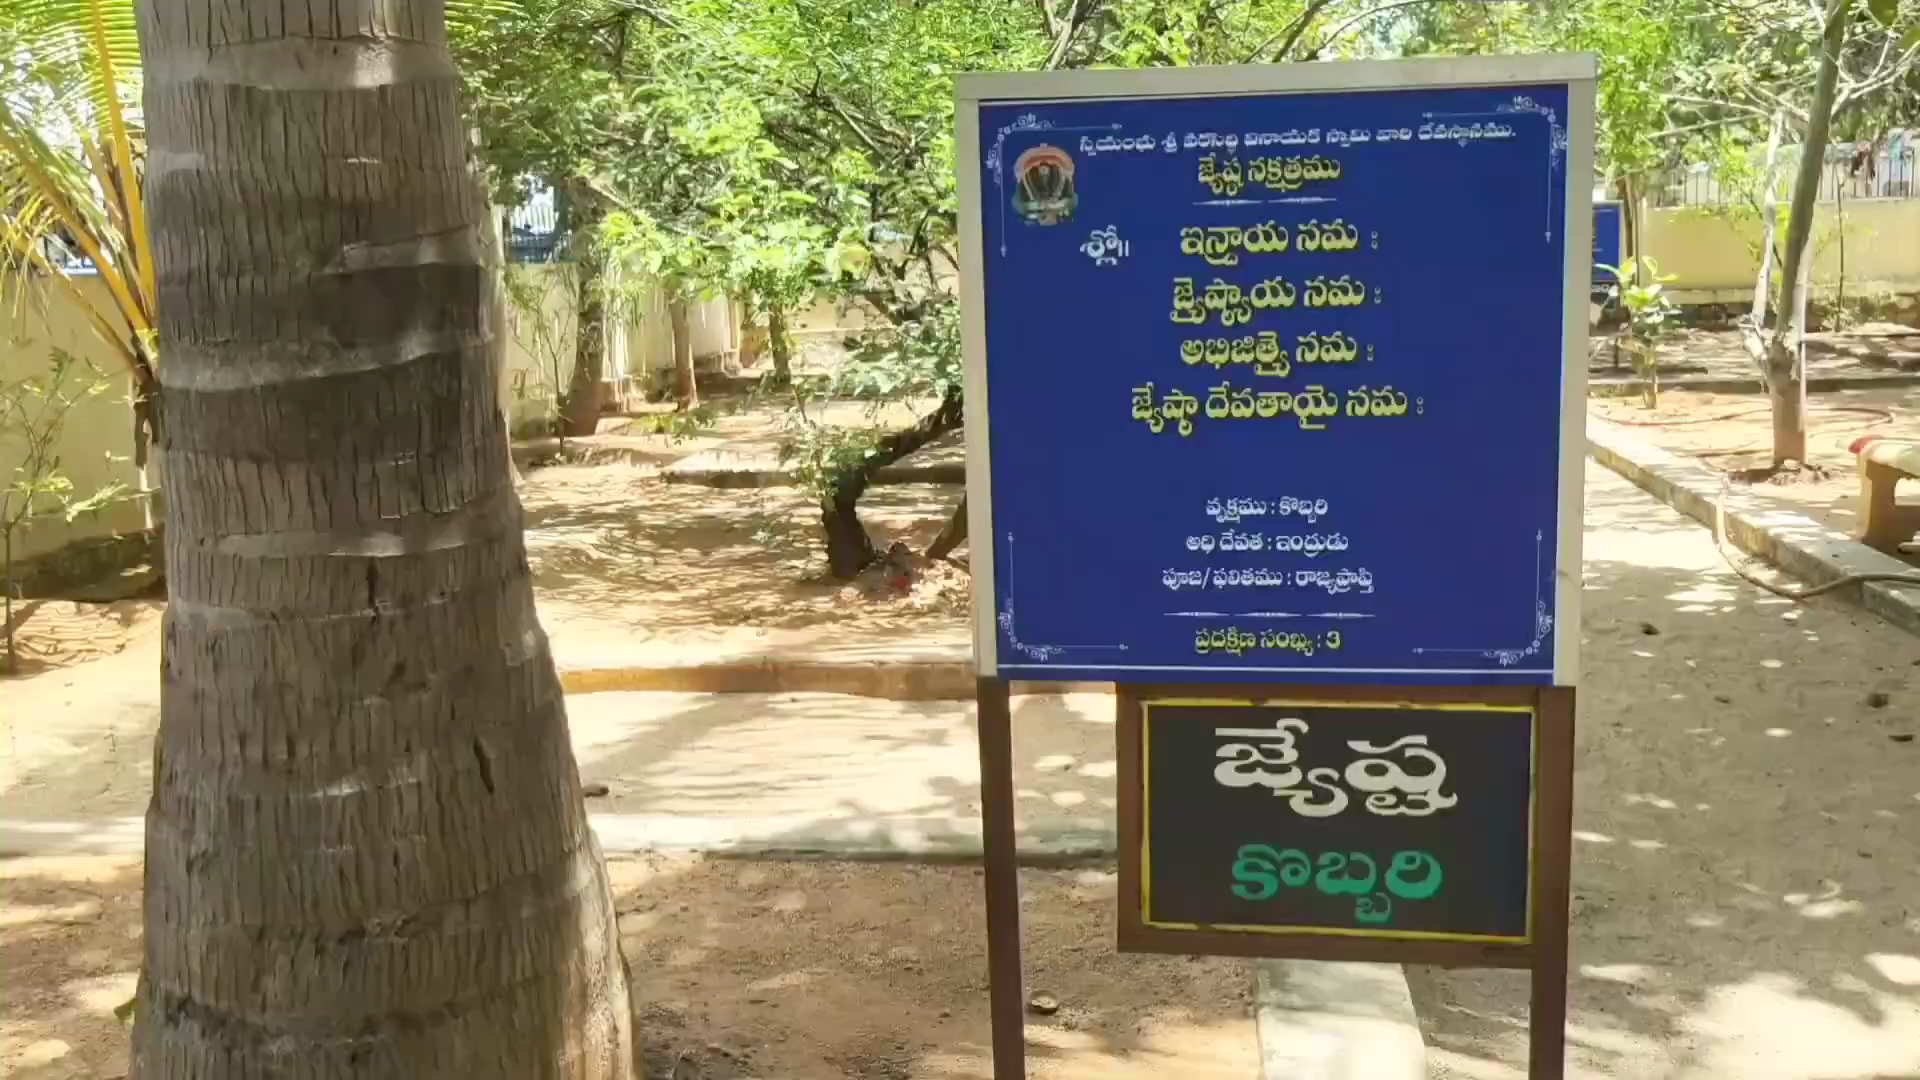 స్వయంభు శ్రీ వరసిద్ధి వినాయక స్వామి వారి దేవస్థానము.
జ్యేష్ఠ నక్షత్రము
శ్లో॥ ఇన్ద్రాయ నమ :
జ్యైష్ఠ్యాయ నమ :
అభిజిత్యై నమ :
జ్యేష్ఠా దేవతాయై నమ :
వృక్షము : కొబ్బరి
అధి దేవత : ఇంద్రుడు
పూజ/ ఫలితము : రాజ్యప్రాప్తి
ప్రదక్షిణ సంఖ్య : 3
జ్యేష్ట
కొబ్బరి